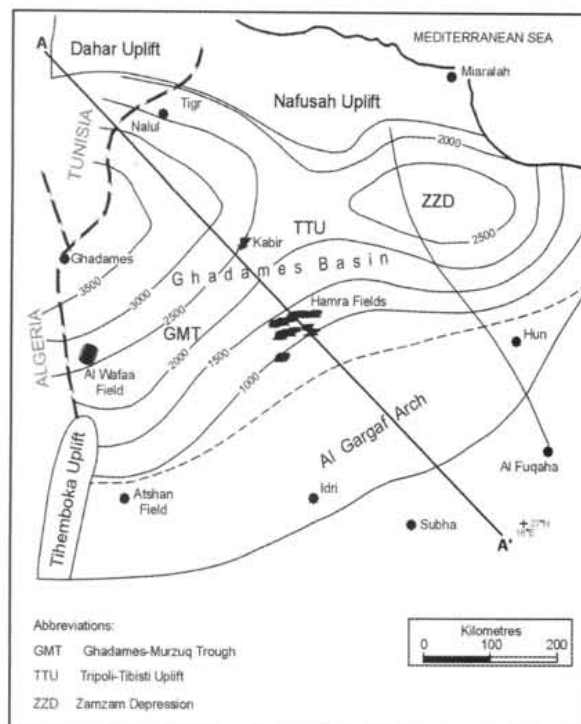 A
Dahar Uplift
MEDITERRANEAN SEA
Miaralah
Nafusah Uplift
Tigr
Nalul
TUNISIA
2000
ZZD
2500
TTU
Kabir
Ghadames
Ghadames Basin
3500
3000
2500
Hamra Fields
GMT
2000
1500
1000
ALGERIA
Al Wafaa
Field
Hun
Al Gargaf Arch
Al Fuqaha
Tihemboka Uplift
Atshan
Field
Idri
Subha
27°N
16°E
A'
Abbreviations:
GMT Ghadames-Murzuq Trough
TTU Tripoli-Tibisti Uplift
ZZD Zamzam Depression
Kilometres
0 100 200